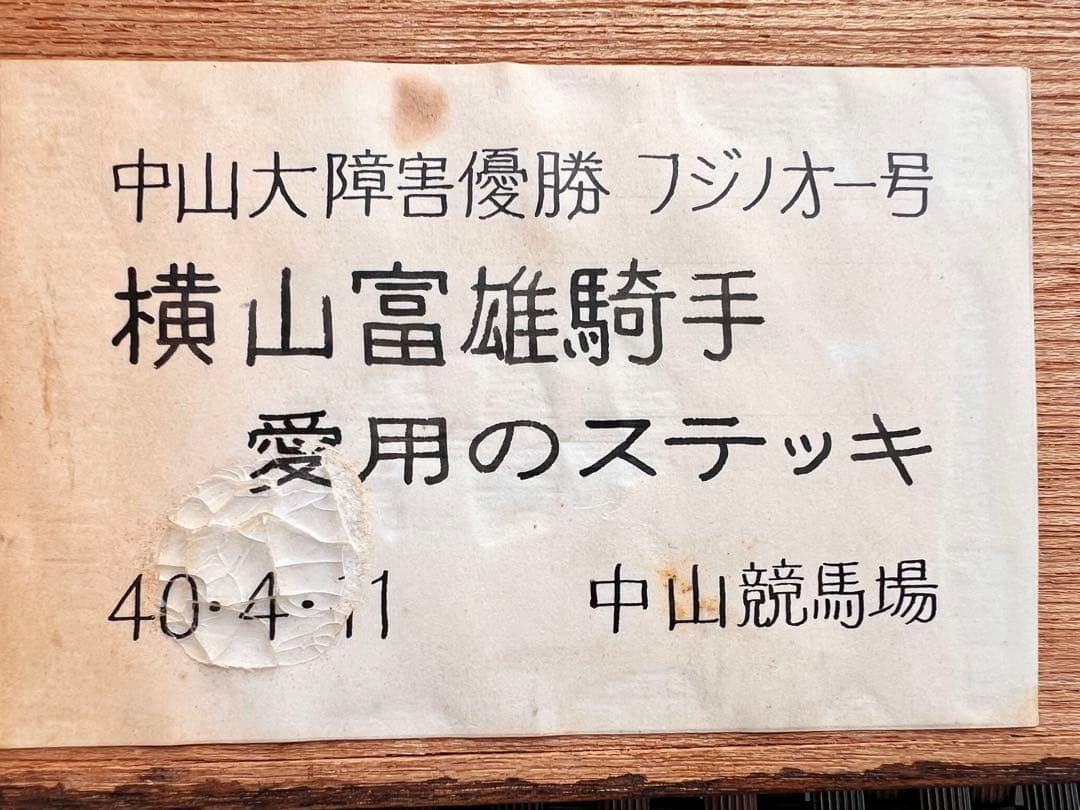 中山大障害優勝 フジノオー号
横山富雄騎手
愛用のステッキ
40・4・11 中山競馬場